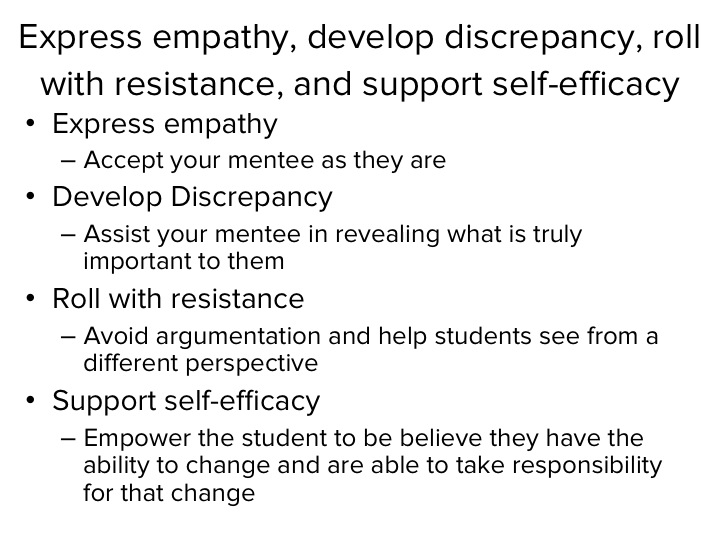 Express empathy, develop discrepancy, roll
with resistance, and support self-efficacy
• Express empathy
– Accept your mentee as they are
• Develop Discrepancy
– Assist your mentee in revealing what is truly
important to them
• Roll with resistance
– Avoid argumentation and help students see from a
different perspective
• Support self-efficacy
– Empower the student to be believe they have the
ability to change and are able to take responsibility
for that change